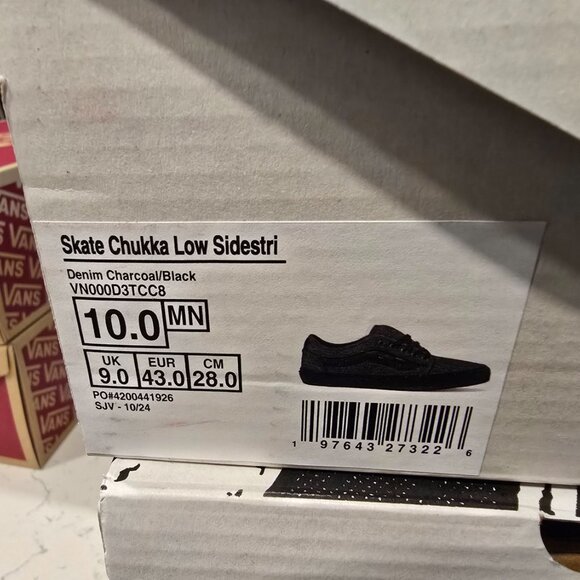 Skate Chukka Low Sidestri
Denim Charcoal/Black
VN000D3TCC8
10.0 MN
UK EUR CM
9.0 43.0 28.0
PO#4200441926
SJV - 10/24
1 97643 27322 6
VANS
VANS
VANS
VANS
VANS